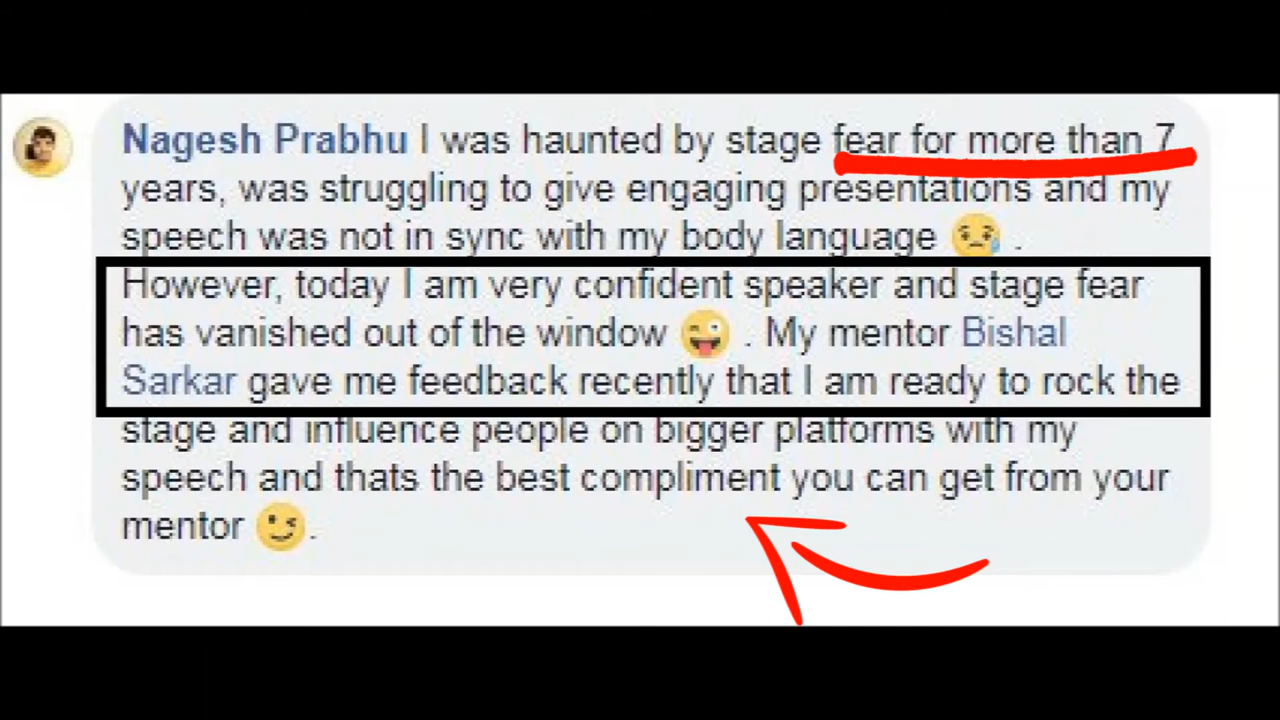 Nagesh Prabhu I was haunted by stage fear for more than 7
years, was struggling to give engaging presentations and my
speech was not in sync with my body language 😢 .
However, today I am very confident speaker and stage fear
has vanished out of the window 😜 . My mentor Bishal
Sarkar gave me feedback recently that I am ready to rock the
stage and influence people on bigger platforms with my
speech and thats the best compliment you can get from your
mentor 😉.